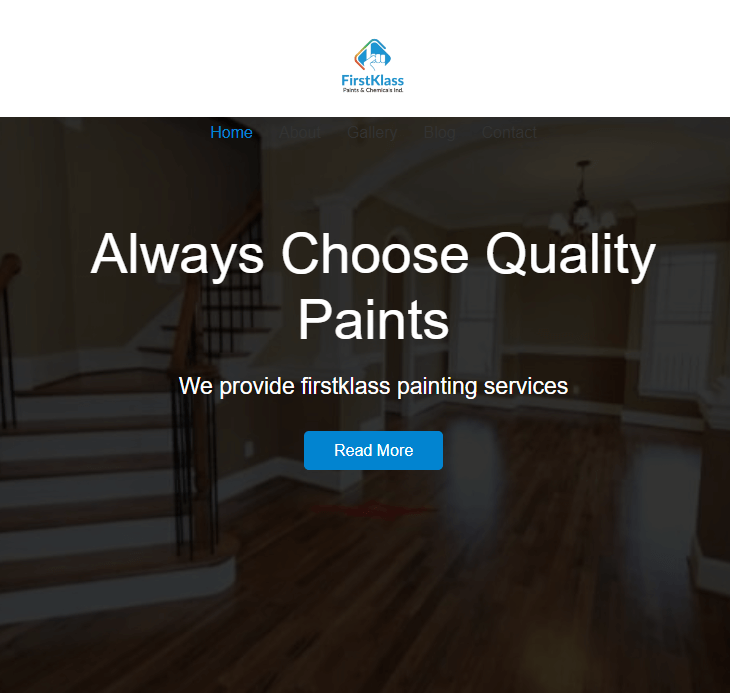 FirstKlass
Paints & Chemicals Ind.
Home About Gallery Blog Contact
Always Choose Quality
Paints
We provide firstklass painting services
Read More